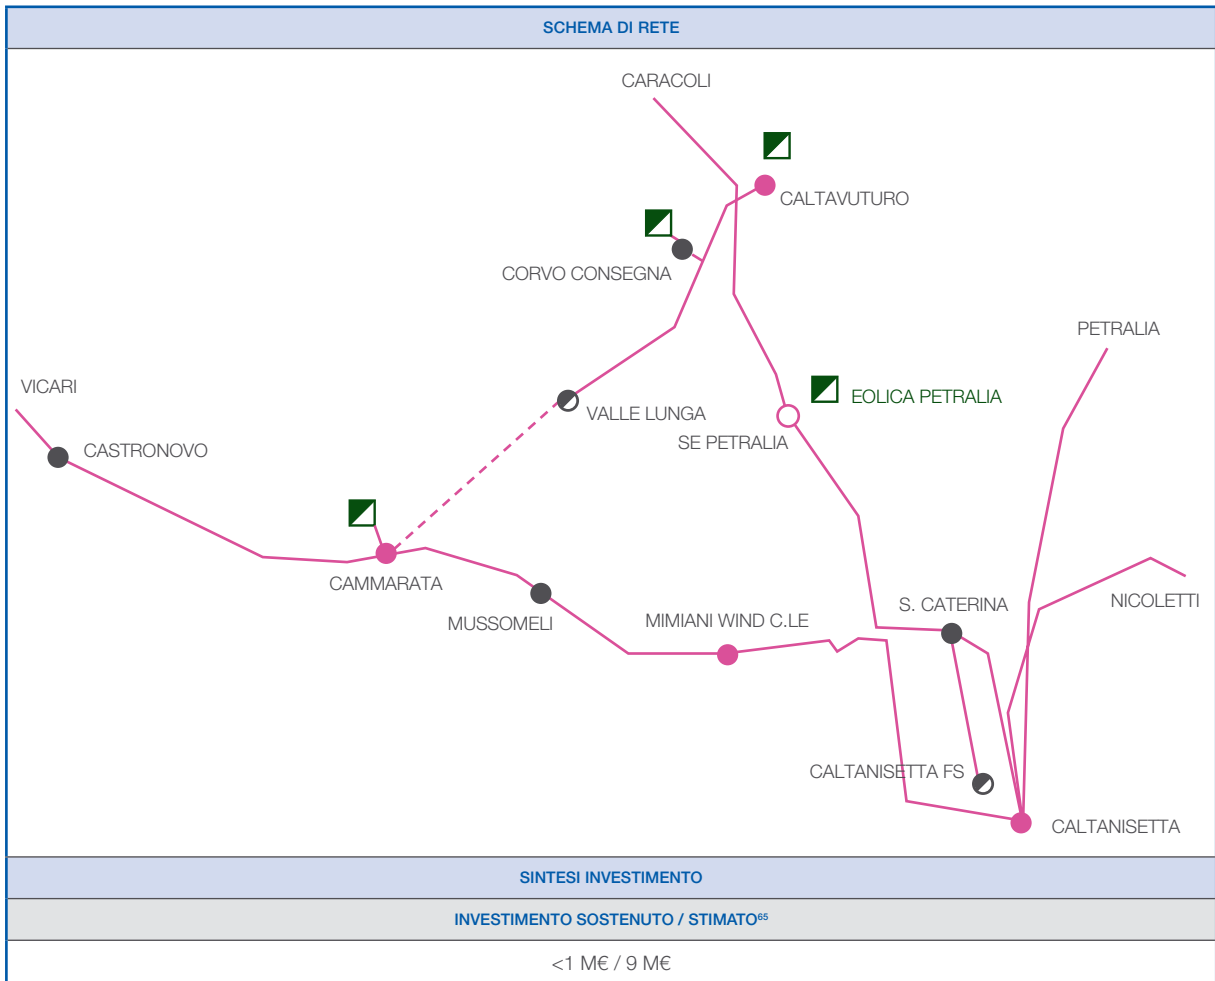 SCHEMA DI RETE
CARACOLI
CALTAVUTURO
CORVO CONSEGNA
PETRALIA
VICARI
EOLICA PETRALIA
VALLE LUNGA
SE PETRALIA
CASTRONOVO
CAMMARATA
NICOLETTI
S. CATERINA
MUSSOMELI
MIMIANI WIND C.LE
CALTANISETTA FS
CALTANISETTA
SINTESI INVESTIMENTO
INVESTIMENTO SOSTENUTO / STIMATO⁶⁵
<1 M€ / 9 M€